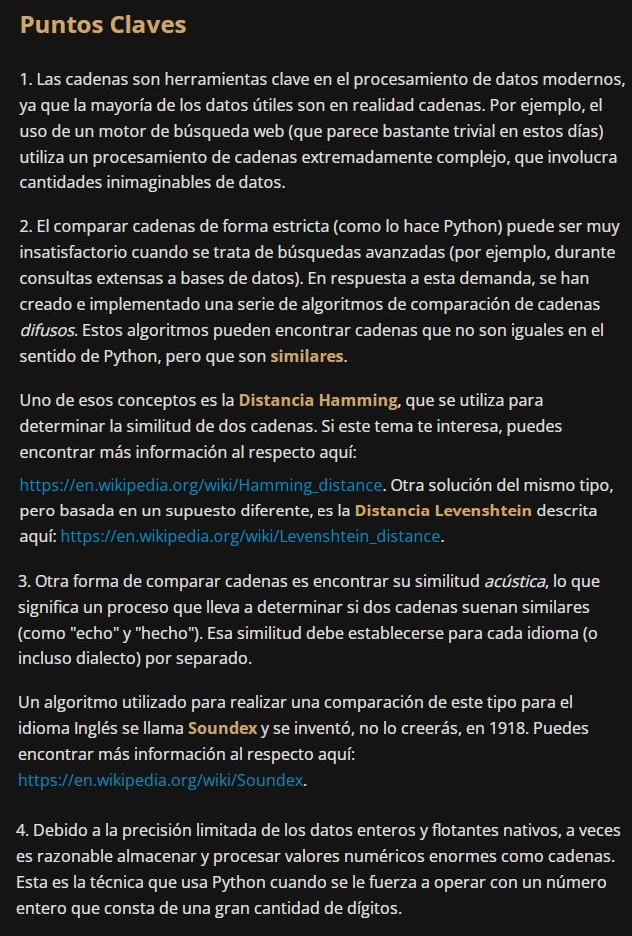 Puntos Claves
1. Las cadenas son herramientas clave en el procesamiento de datos modernos,
ya que la mayoría de los datos útiles son en realidad cadenas. Por ejemplo, el
uso de un motor de búsqueda web (que parece bastante trivial en estos días)
utiliza un procesamiento de cadenas extremadamente complejo, que involucra
cantidades inimaginables de datos.
2. El comparar cadenas de forma estricta (como lo hace Python) puede ser muy
insatisfactorio cuando se trata de búsquedas avanzadas (por ejemplo, durante
consultas extensas a bases de datos). En respuesta a esta demanda, se han
creado e implementado una serie de algoritmos de comparación de cadenas
difusos. Estos algoritmos pueden encontrar cadenas que no son iguales en el
sentido de Python, pero que son similares.
Uno de esos conceptos es la Distancia Hamming, que se utiliza para
determinar la similitud de dos cadenas. Si este tema te interesa, puedes
encontrar más información al respecto aquí:
https://en.wikipedia.org/wiki/Hamming_distance. Otra solución del mismo tipo,
pero basada en un supuesto diferente, es la Distancia Levenshtein descrita
aquí: https://en.wikipedia.org/wiki/Levenshtein_distance.
3. Otra forma de comparar cadenas es encontrar su similitud acústica, lo que
significa un proceso que lleva a determinar si dos cadenas suenan similares
(como "echo" y "hecho"). Esa similitud debe establecerse para cada idioma (o
incluso dialecto) por separado.
Un algoritmo utilizado para realizar una comparación de este tipo para el
idioma Inglés se llama Soundex y se inventó, no lo creerás, en 1918. Puedes
encontrar más información al respecto aquí:
https://en.wikipedia.org/wiki/Soundex.
4. Debido a la precisión limitada de los datos enteros y flotantes nativos, a veces
es razonable almacenar y procesar valores numéricos enormes como cadenas.
Esta es la técnica que usa Python cuando se le fuerza a operar con un número
entero que consta de una gran cantidad de dígitos.